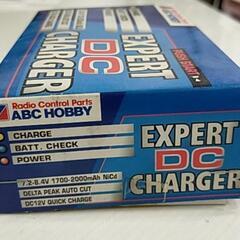 EXPERT
DC
CHARGER
Radio Control Parts
ABC HOBBY
CHARGE
BATT. CHECK
POWER
7.2-8.4V 1700-2000mAh NiCd
DELTA PEAK AUTO CUT
DC12V QUICK CHARGE
EXPERT
DC
CHARGER